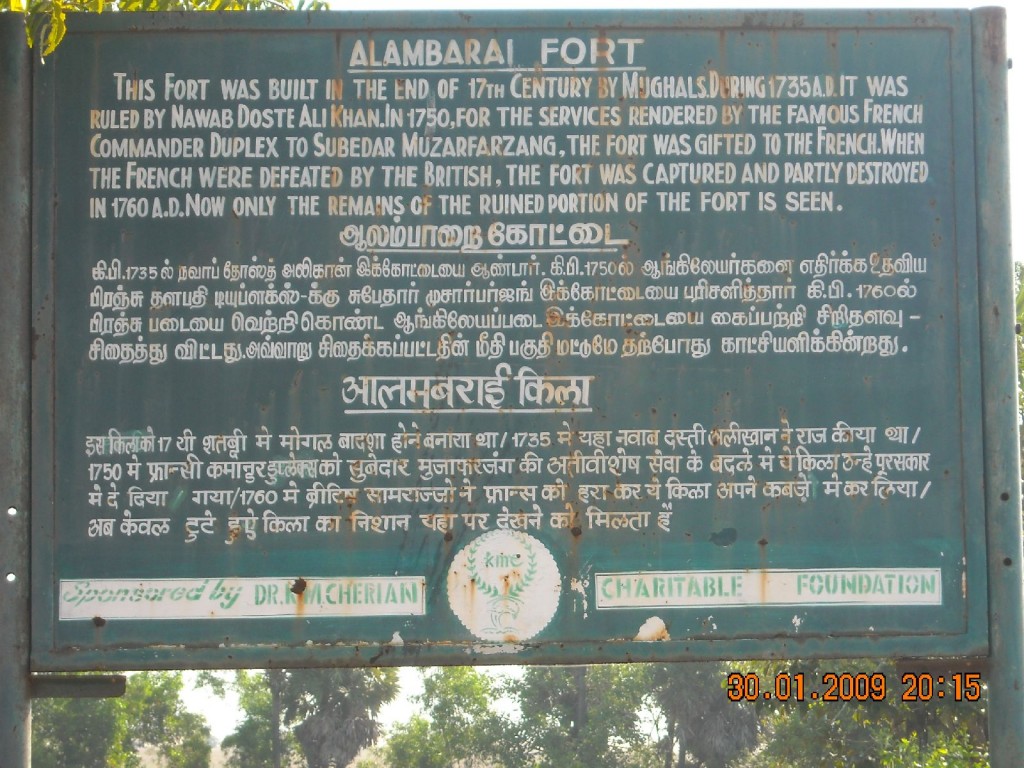 ALAMBARAI FORT
THIS FORT WAS BUILT IN THE END OF 17TH CENTURY BY MUGHALS.DURING 1735A.D.IT WAS
RULED BY NAWAB DOSTE ALI KHAN.IN 1750,FOR THE SERVICES RENDERED BY THE FAMOUS FRENCH
COMMANDER DUPLEX TO SUBEDAR MUZARFARZANG, THE FORT WAS GIFTED TO THE FRENCH.WHEN
THE FRENCH WERE DEFEATED BY THE BRITISH, THE FORT WAS CAPTURED AND PARTLY DESTROYED
IN 1760 A.D.NOW ONLY THE REMAINS OF THE RUINED PORTION OF THE FORT IS SEEN.
ஆலம்பாறை கோட்டை
கி.பி.1735 ல் நவாப் தோஸ்த் அலிகான் இக்கோட்டையை ஆண்டார். கி.பி.1750ல் ஆங்கிலேயர்களை எதிர்க்க உதவிய
பிரஞ்சு தளபதி டியுப்ளக்ஸ்-க்கு சுபேதார் முசார்பர்ஜங் இக்கோட்டையை பரிசளித்தார் கி.பி.1760ல்
பிரஞ்சு படையை வெற்றி கொண்ட ஆங்கிலேயப்படை இக்கோட்டையை கைப்பற்றி சிறிதளவு -
சிதைத்து விட்டது.அவ்வாறு சிதைக்கப்பட்டதின் மீதி பகுதி மட்டுமே தற்போது காட்சியளிக்கின்றது.
आलमबराई किला
इस किला को 17 यी शतब्दी मे मोगल बादशा होने बनारा था/ 1735 मे यहा नवाब दस्ती अलीखान ने राज कीया था/
1750 मे फ्रान्सी कमान्डर डुप्लेक्स को सुबेदार मुजापरजंग की अतीवीशेष सेवा के बदले मे ये किला उन्हे पुरसकार
मे दे दिया गया/1760 मे ब्रीटिश सामराज्जो ने फ्रान्स को हरा कर ये किला अपने कबजे मे कर लिया/
अब केवल टुटे हुऐ किला का निशान यहा पर देखने को मिलता है
Sponsored by DR.K.M.CHERIAN
kmc
CHARITABLE FOUNDATION
30.01.2009 20:15